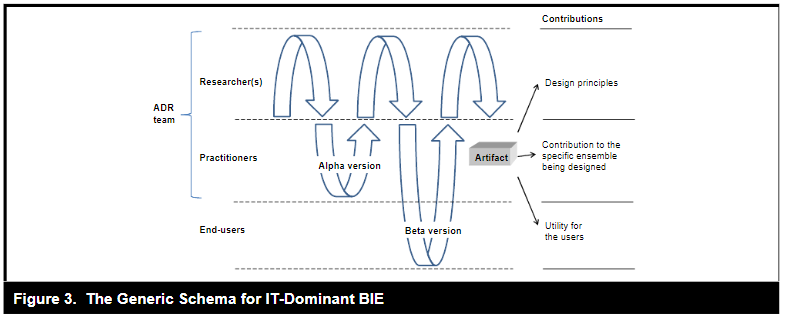 Contributions
Researcher(s)
Design principles
ADR
team
Practitioners
Alpha version
Artifact
Contribution to the
specific ensemble
being designed
End-users
Beta version
Utility for
the users
Figure 3. The Generic Schema for IT-Dominant BIE